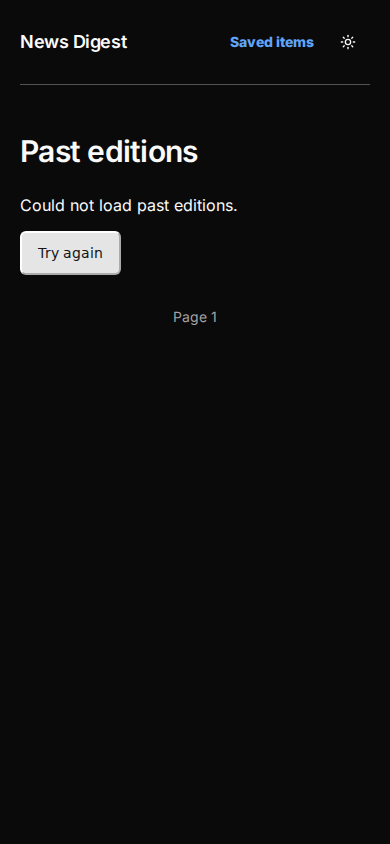 News Digest
Saved items
Past editions
Could not load past editions.
Try again
Page 1